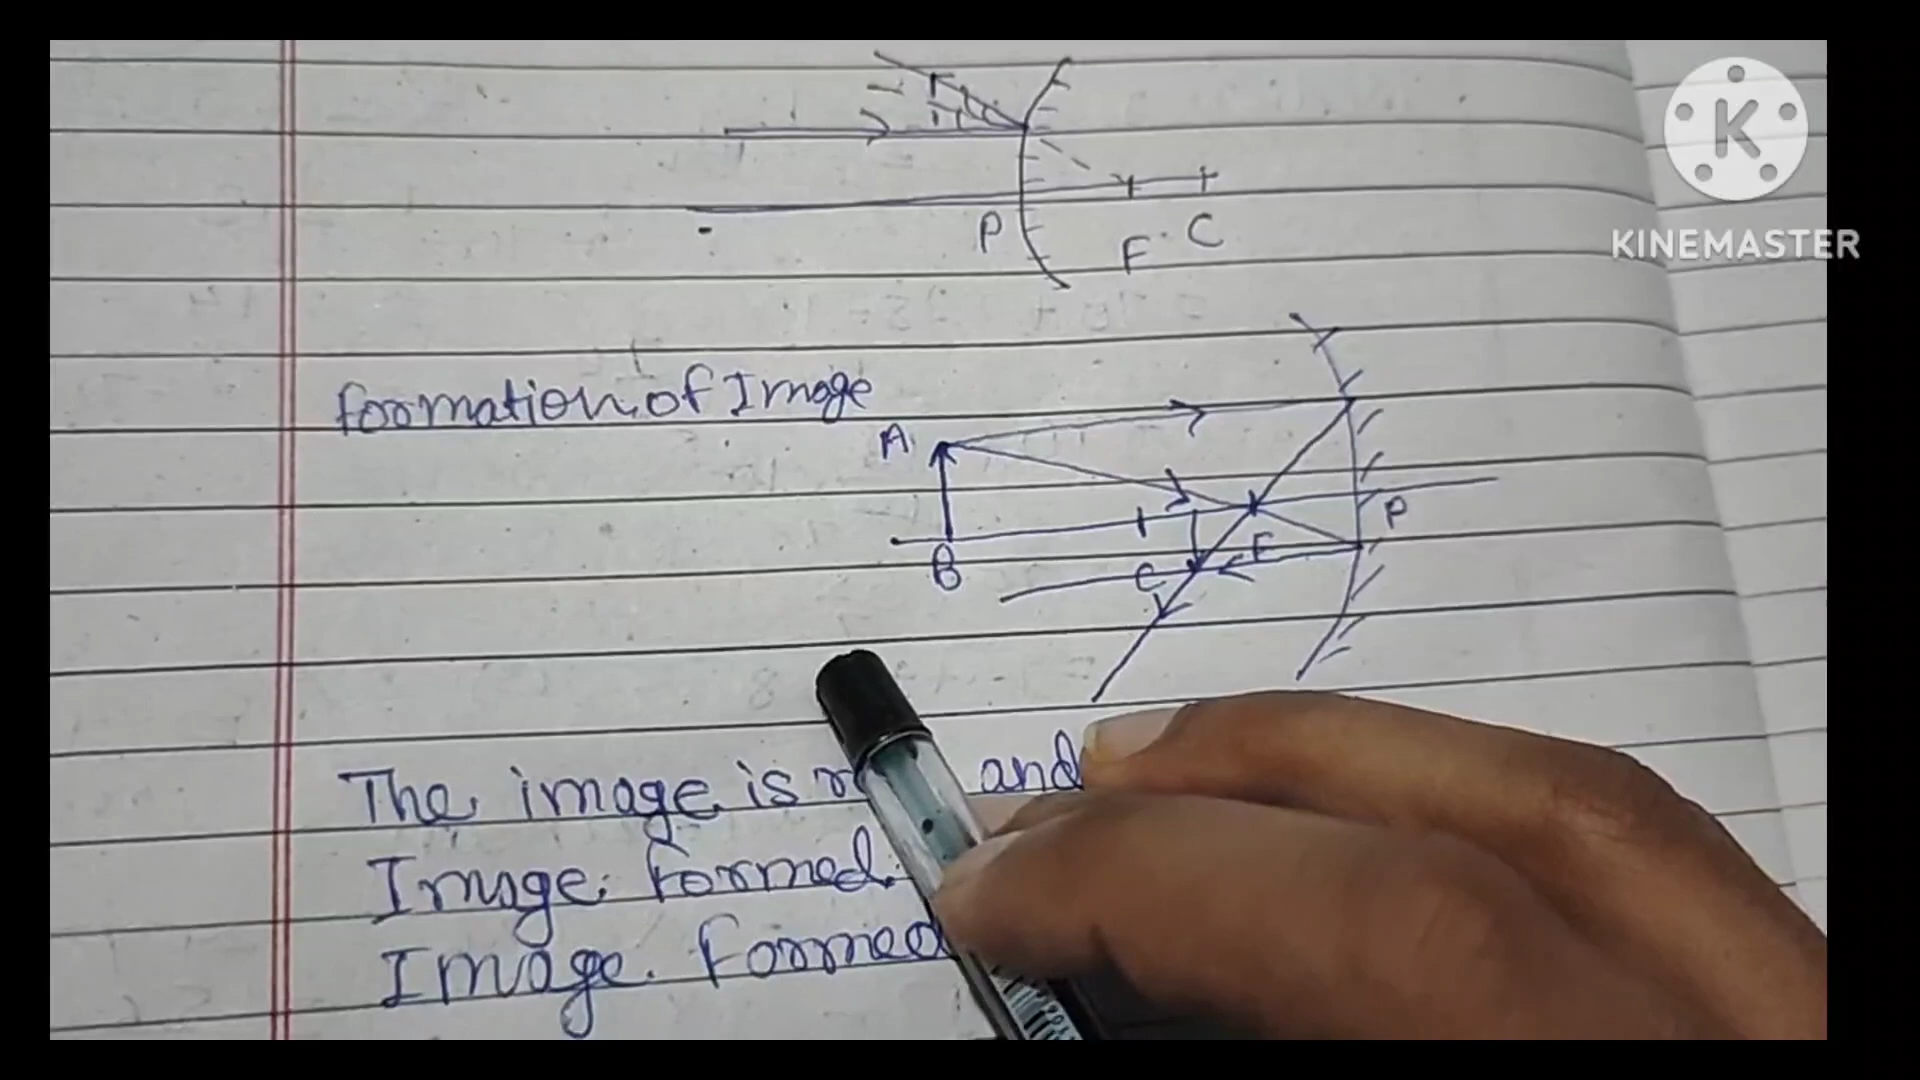 K
KINEMASTER
P
F
C
formation of Image
A
P
F
B
C
The image is and
Image formed
Image formed